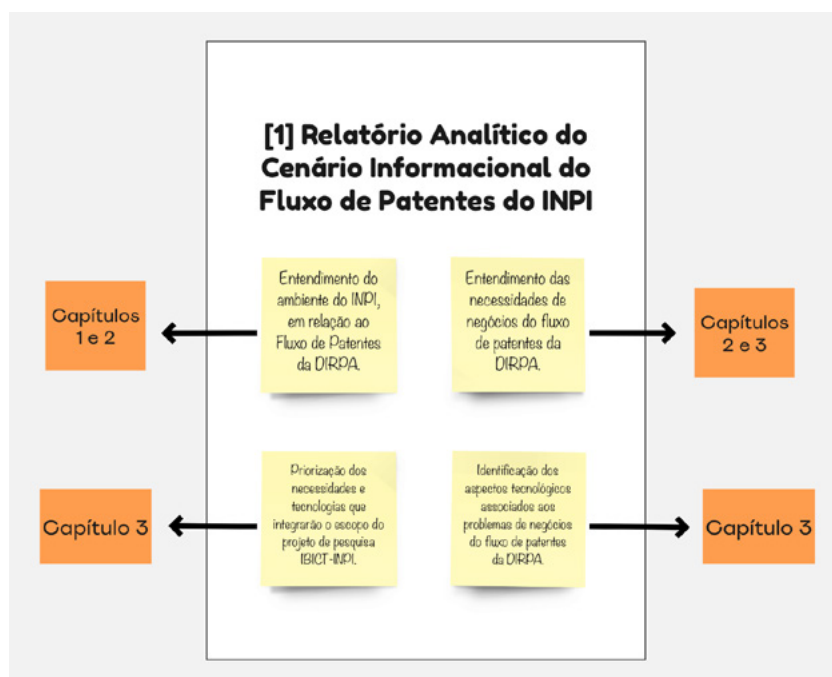 [1] Relatório Analítico do
Cenário Informacional do
Fluxo de Patentes do INPI
Capítulos
1 e 2
Entendimento do
ambiente do INPI,
em relação ao
Fluxo de Patentes
da DIRPA.
Entendimento das
necessidades de
negócios do fluxo
de patentes da
DIRPA.
Capítulos
2 e 3
Capítulo 3
Priorização dos
necessidades e
tecnologias que
integrarão o escopo do
projeto de pesquisa
IBICT-INPI.
Identificação dos
aspectos tecnológicos
associados aos
problemas de negócios
do fluxo de patentes
da DIRPA.
Capítulo 3